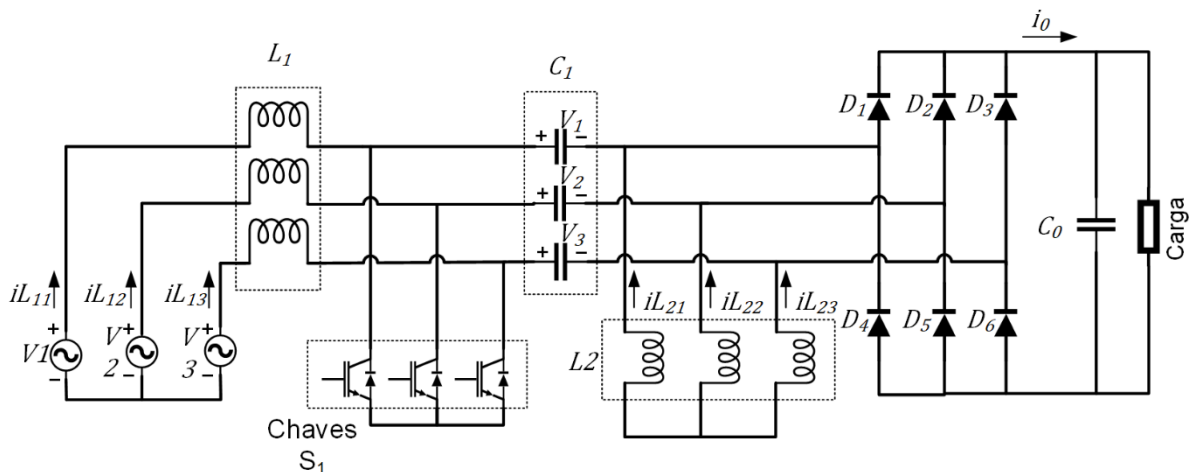 L1
C1
i0
V1
V2
V3
D1
D2
D3
C0
Carga
iL11
iL12
iL13
iL21
iL22
iL23
V1
V
2
V
3
D4
D5
D6
L2
Chaves
S1